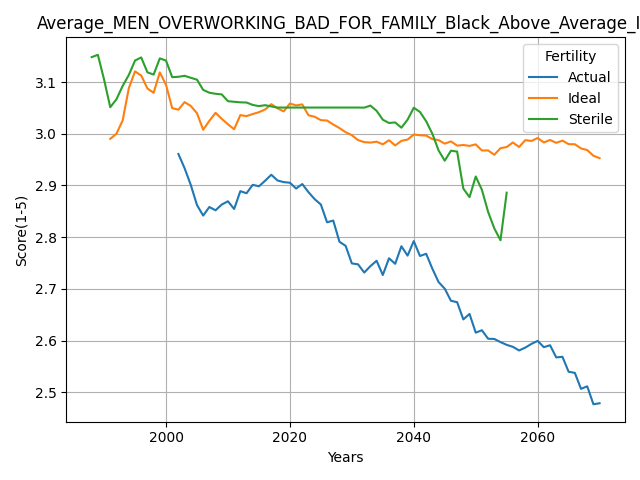 Average_MEN_OVERWORKING_BAD_FOR_FAMILY_Black_Above_Average_I
Fertility
Actual
Ideal
Sterile
Score(1-5)
3.1
3.0
2.9
2.8
2.7
2.6
2.5
2000 2020 2040 2060
Years